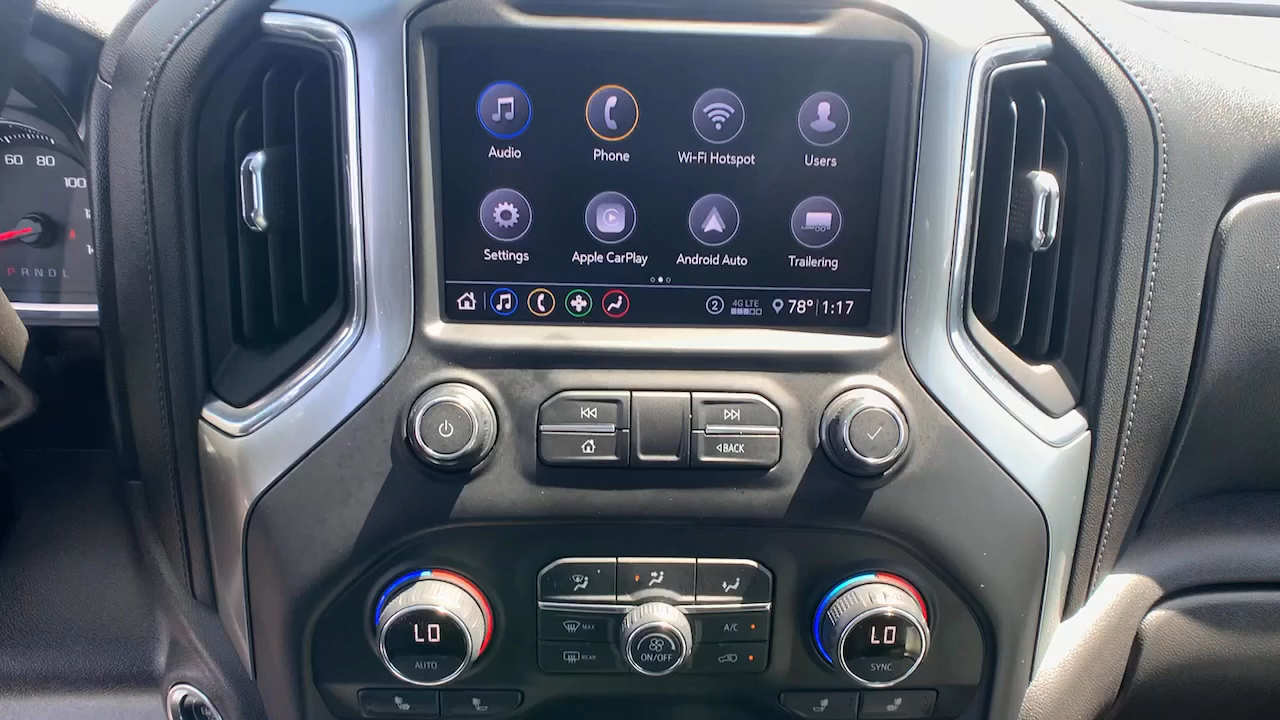 60 80
100
P R N D L
Audio
Phone
Wi-Fi Hotspot
Users
Settings
Apple CarPlay
Android Auto
Trailering
2
4G LTE
78°
1:17
BACK
LO
AUTO
MAX
REAR
ON/OFF
A/C
LO
SYNC